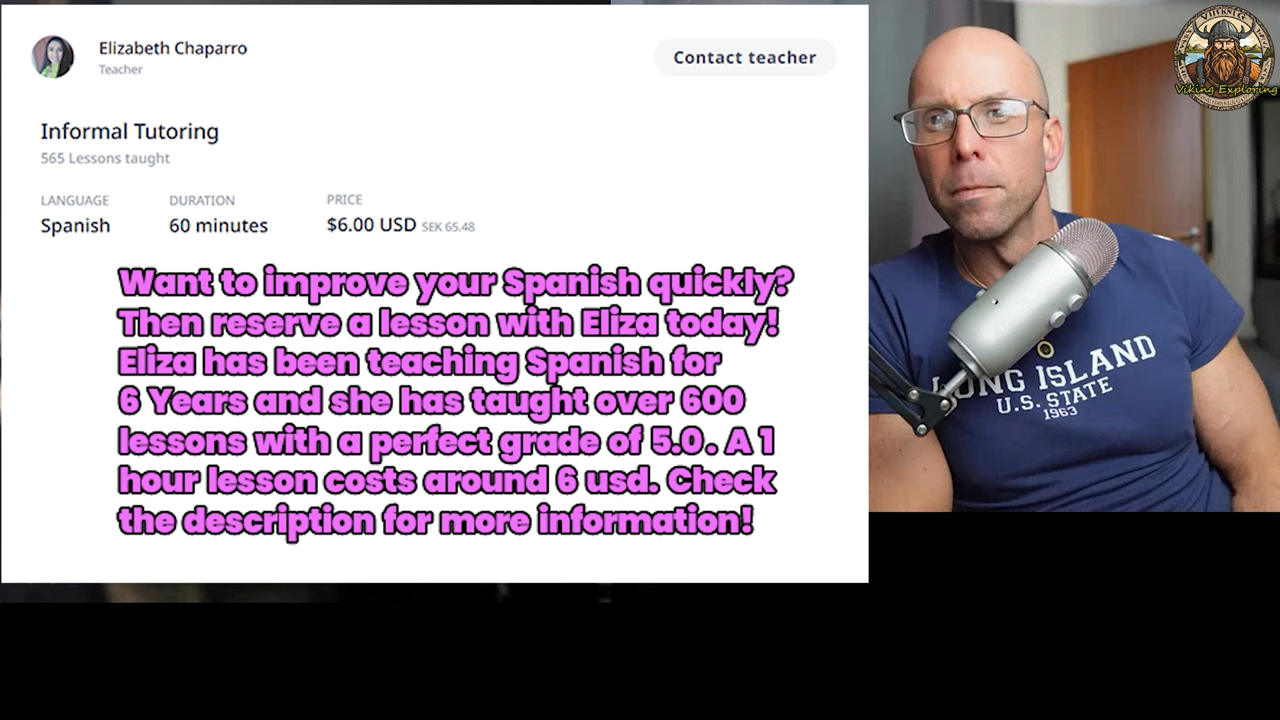 Elizabeth Chaparro
Teacher
Contact teacher
Informal Tutoring
565 Lessons taught
LANGUAGE
DURATION
PRICE
Spanish
60 minutes
$6.00 USD SEK 65.48
Want to improve your Spanish quickly?
Then reserve a lesson with Eliza today!
Eliza has been teaching Spanish for
6 Years and she has taught over 600
lessons with a perfect grade of 5.0. A 1
hour lesson costs around 6 usd. Check
the description for more information!
Viking Exploring
LONG ISLAND
U.S. STATE
1963